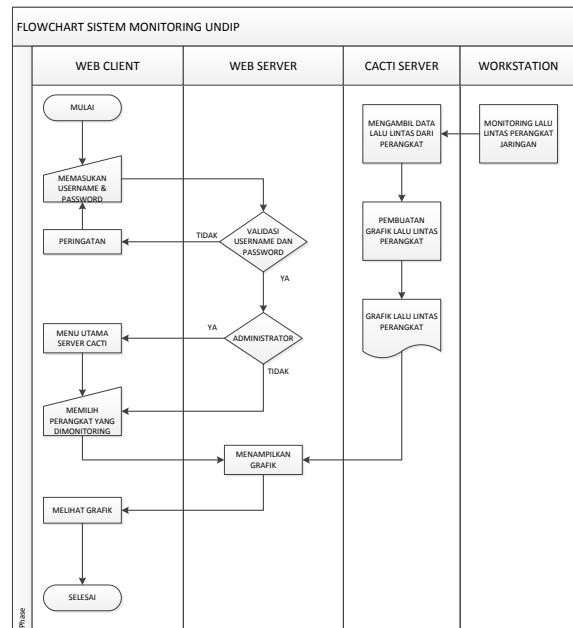 FLOWCHART SISTEM MONITORING UNDIP
WEB CLIENT
WEB SERVER
CACTI SERVER
WORKSTATION
MULAI
MENGAMBIL DATA
LALU LINTAS DARI
PERANGKAT
MONITORING LALU
LINTAS PERANGKAT
JARINGAN
MEMASUKAN
USERNAME &
PASSWORD
PERINGATAN
TIDAK
VALIDASI
USERNAME DAN
PASSWORD
PEMBUATAN
GRAFIK LALU LINTAS
PERANGKAT
YA
MENU UTAMA
SERVER CACTI
YA
ADMINISTRATOR
GRAFIK LALU LINTAS
PERANGKAT
TIDAK
MEMILIH
PERANGKAT YANG
DIMONITORING
MENAMPILKAN
GRAFIK
MELIHAT GRAFIK
SELESAI
Phase